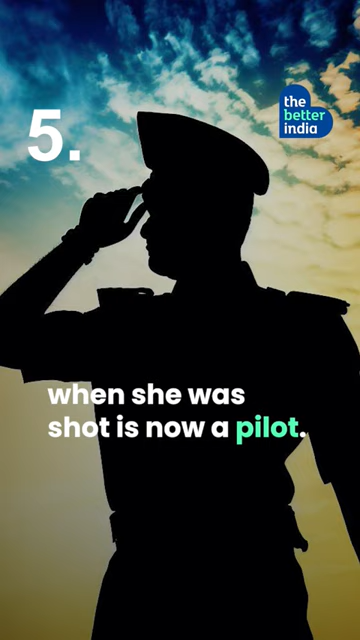 5.
the
better
india
when she was
shot is now a pilot.